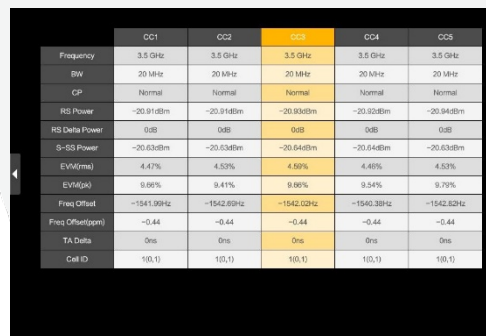 CC1 CC2 CC3 CC4 CC5
Frequency 3.5 GHz 3.5 GHz 3.5 GHz 3.5 GHz 3.5 GHz
BW 20 MHz 20 MHz 20 MHz 20 MHz 20 MHz
CP Normal Normal Normal Normal Normal
RS Power −20.91dBm −20.91dBm −20.93dBm −20.92dBm −20.94dBm
RS Delta Power 0dB 0dB 0dB 0dB 0dB
S-SS Power −20.63dBm −20.63dBm −20.64dBm −20.64dBm −20.63dBm
EVM(rms) 4.47% 4.53% 4.59% 4.46% 4.53%
EVM(pk) 9.66% 9.41% 9.66% 9.54% 9.79%
Freq Offset −1541.99Hz −1542.69Hz −1542.02Hz −1540.38Hz −1542.82Hz
Freq Offset(ppm) −0.44 −0.44 −0.44 −0.44 −0.44
TA Delta 0ns 0ns 0ns 0ns 0ns
Cell ID 1(0,1) 1(0,1) 1(0,1) 1(0,1) 1(0,1)